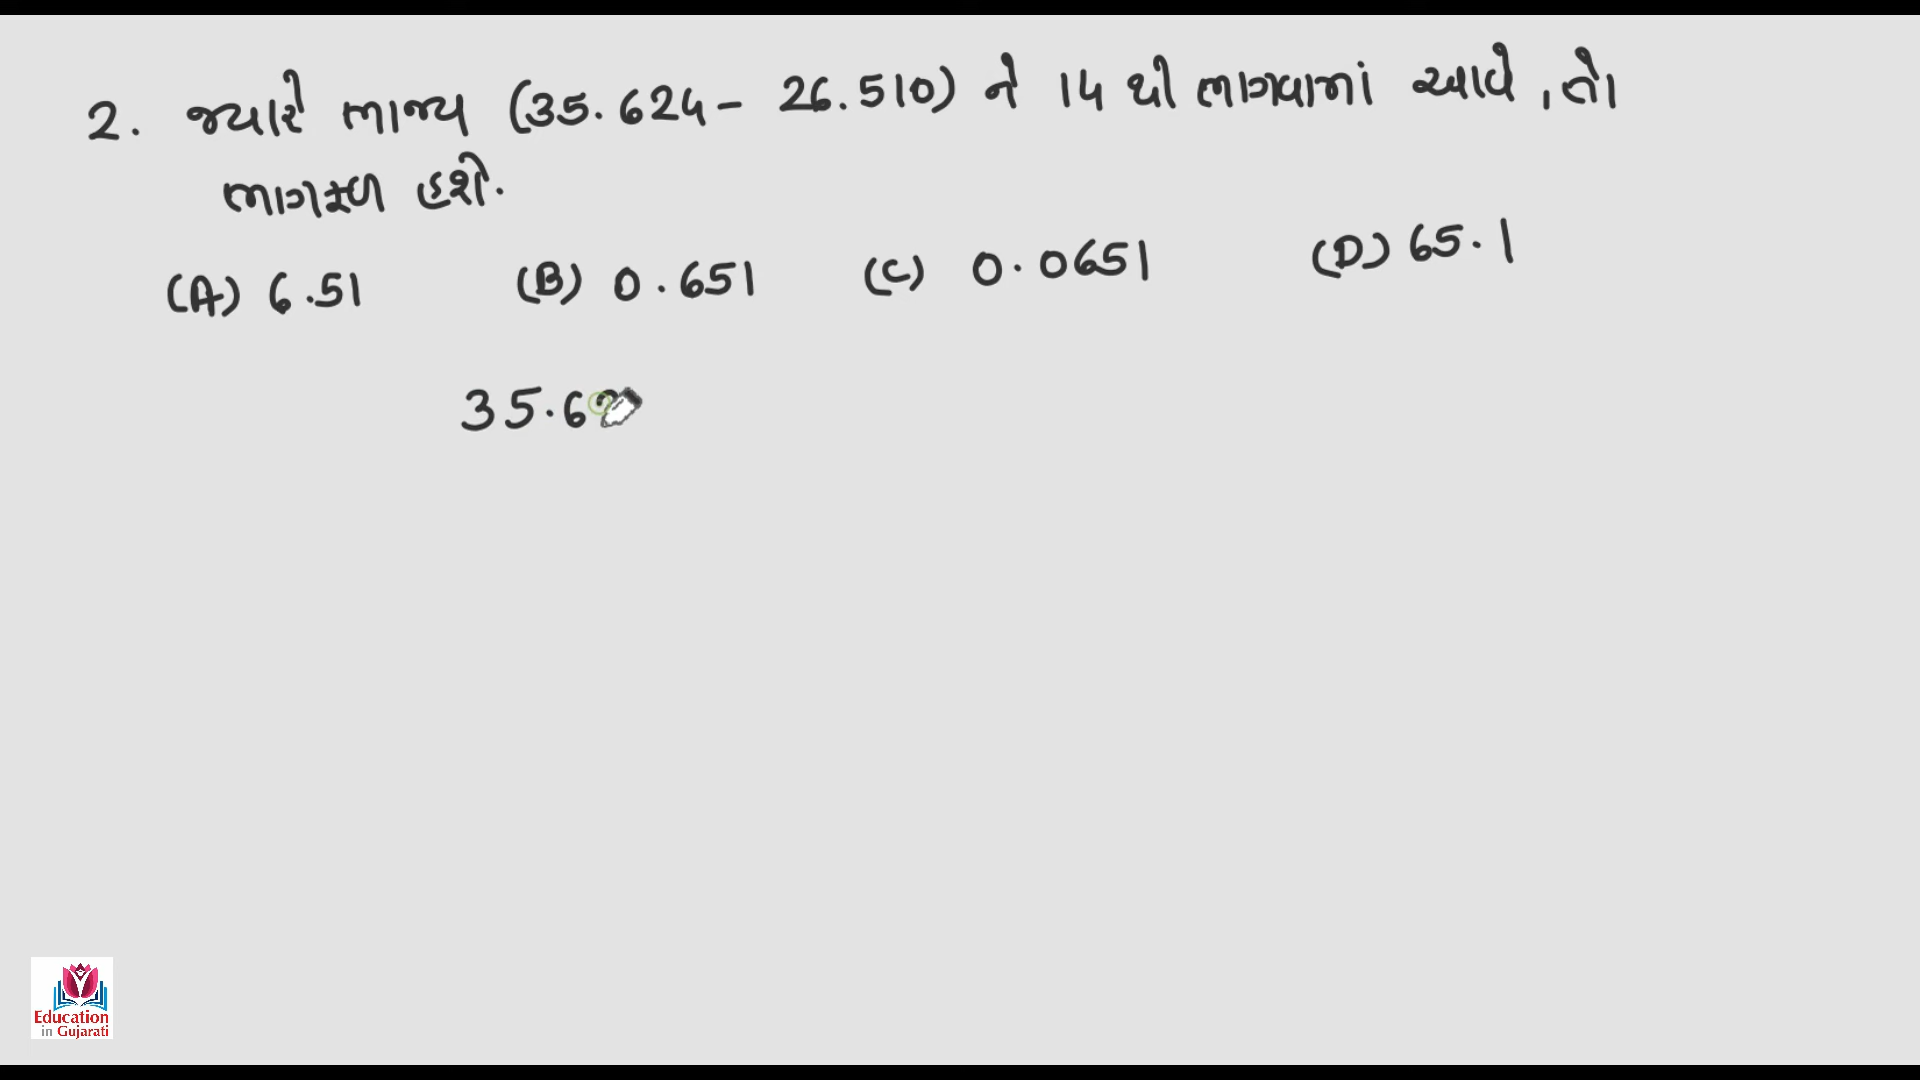 2. જ્યારે ભાજ્ય (35.624 - 26.510) ને 14 થી ભાગવામાં આવે, તો
ભાગફળ હશે.
(A) 6.51 (B) 0.651 (C) 0.0651 (D) 65.1
35.62
Education
in Gujarati